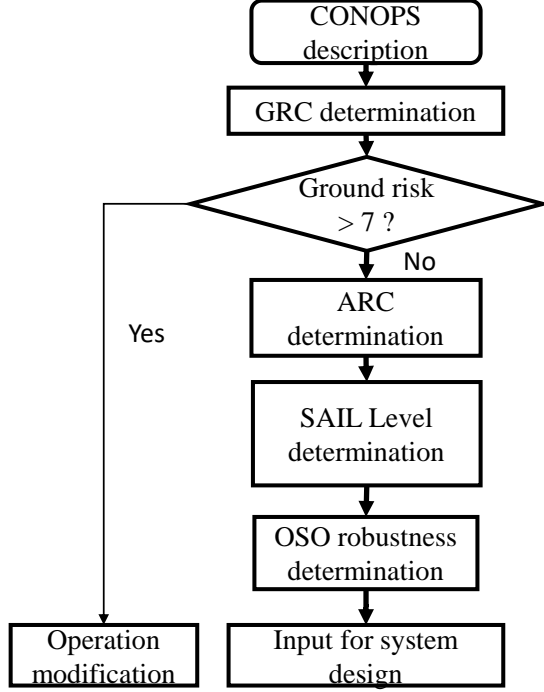 CONOPS
description
GRC determination
Ground risk
> 7 ?
No
ARC
determination
Yes
SAIL Level
determination
OSO robustness
determination
Operation
modification
Input for system
design